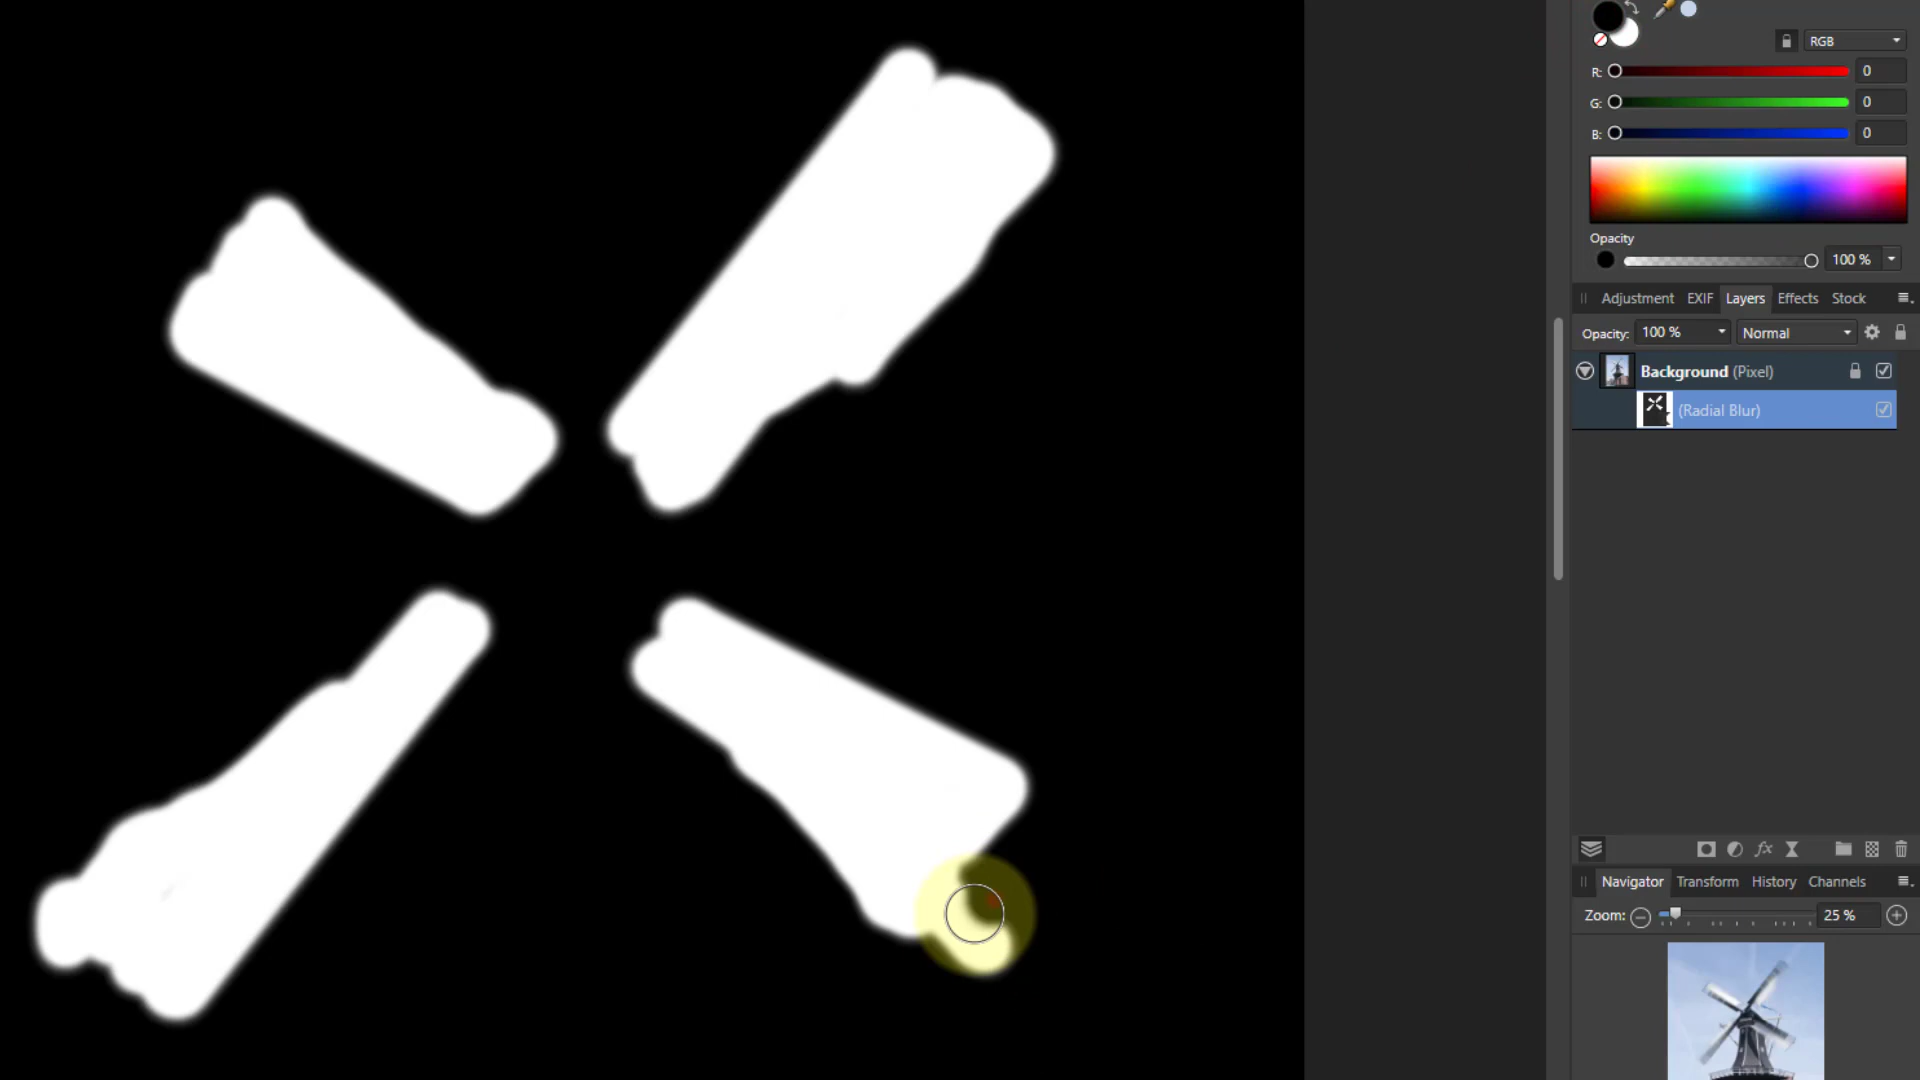 RGB
R: 0
G: 0
B: 0
Opacity
100 %
Adjustment EXIF Layers Effects Stock
Opacity: 100 % Normal
Background (Pixel)
(Radial Blur)
fx
Navigator Transform History Channels
Zoom: 25 %